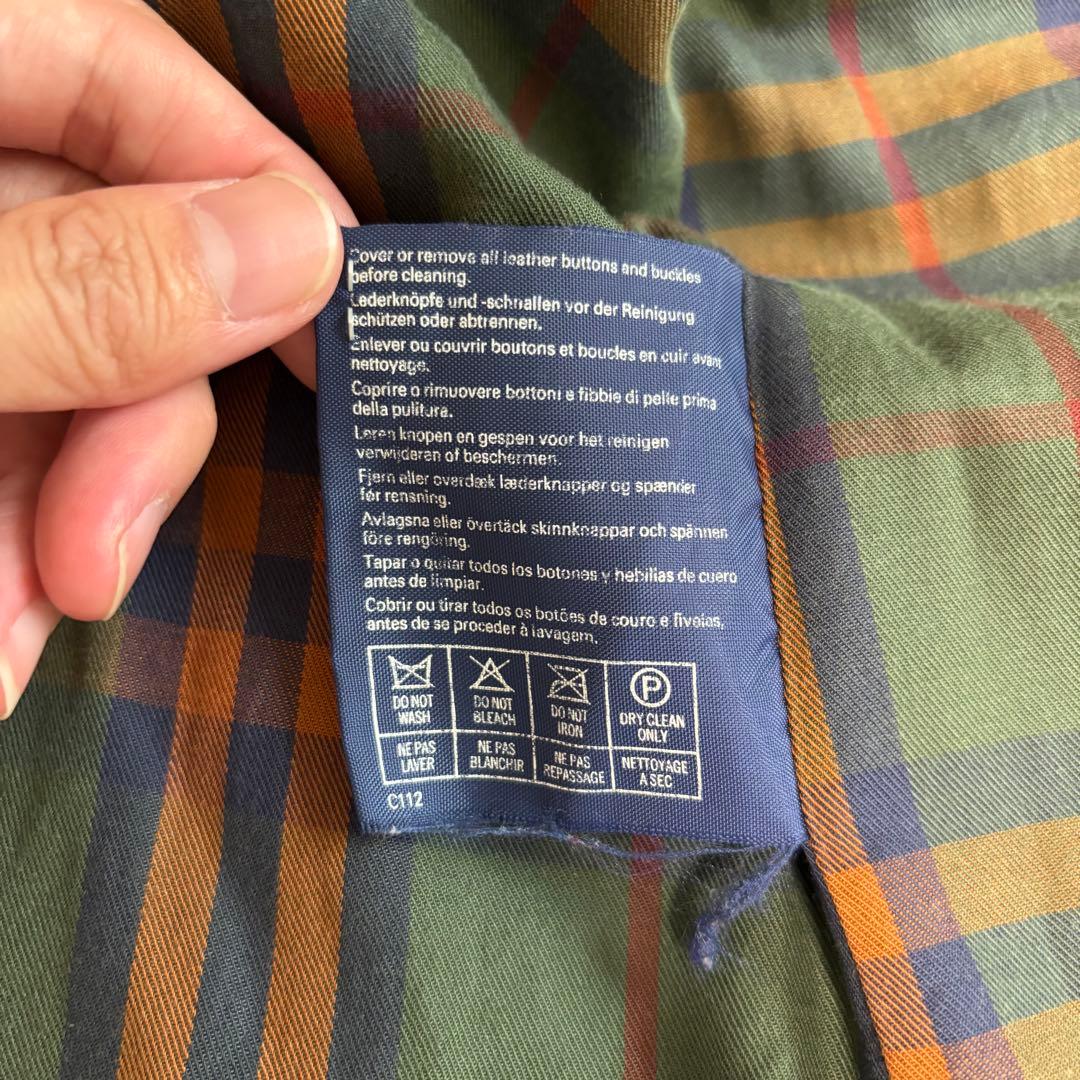 Cover or remove all leather buttons and buckles
before cleaning.
Lederknöpfe und -schnallen vor der Reinigung
schützen oder abtrennen.
Enlever ou couvrir boutons et boucles en cuir avant
nettoyage.
Coprire o rimuovere bottoni e fibbie di pelle prima
della pulitura.
Leren knopen en gespen voor het reinigen
verwijderen of beschermen.
Fjern eller overdæk læderknapper og spænder
før rensning.
Avlagsna eller övertäck skinnknappar och spännen
före rengöring.
Tapar o quitar todos los botones y hebillas de cuero
antes de limpiar.
Cobrir ou tirar todos os botões de couro e fivelas,
antes de se proceder à lavagem.
P
DO NOT WASH
DO NOT BLEACH
DO NOT IRON
DRY CLEAN ONLY
NE PAS LAVER
NE PAS BLANCHIR
NE PAS REPASSAGE
NETTOYAGE A SEC
C112